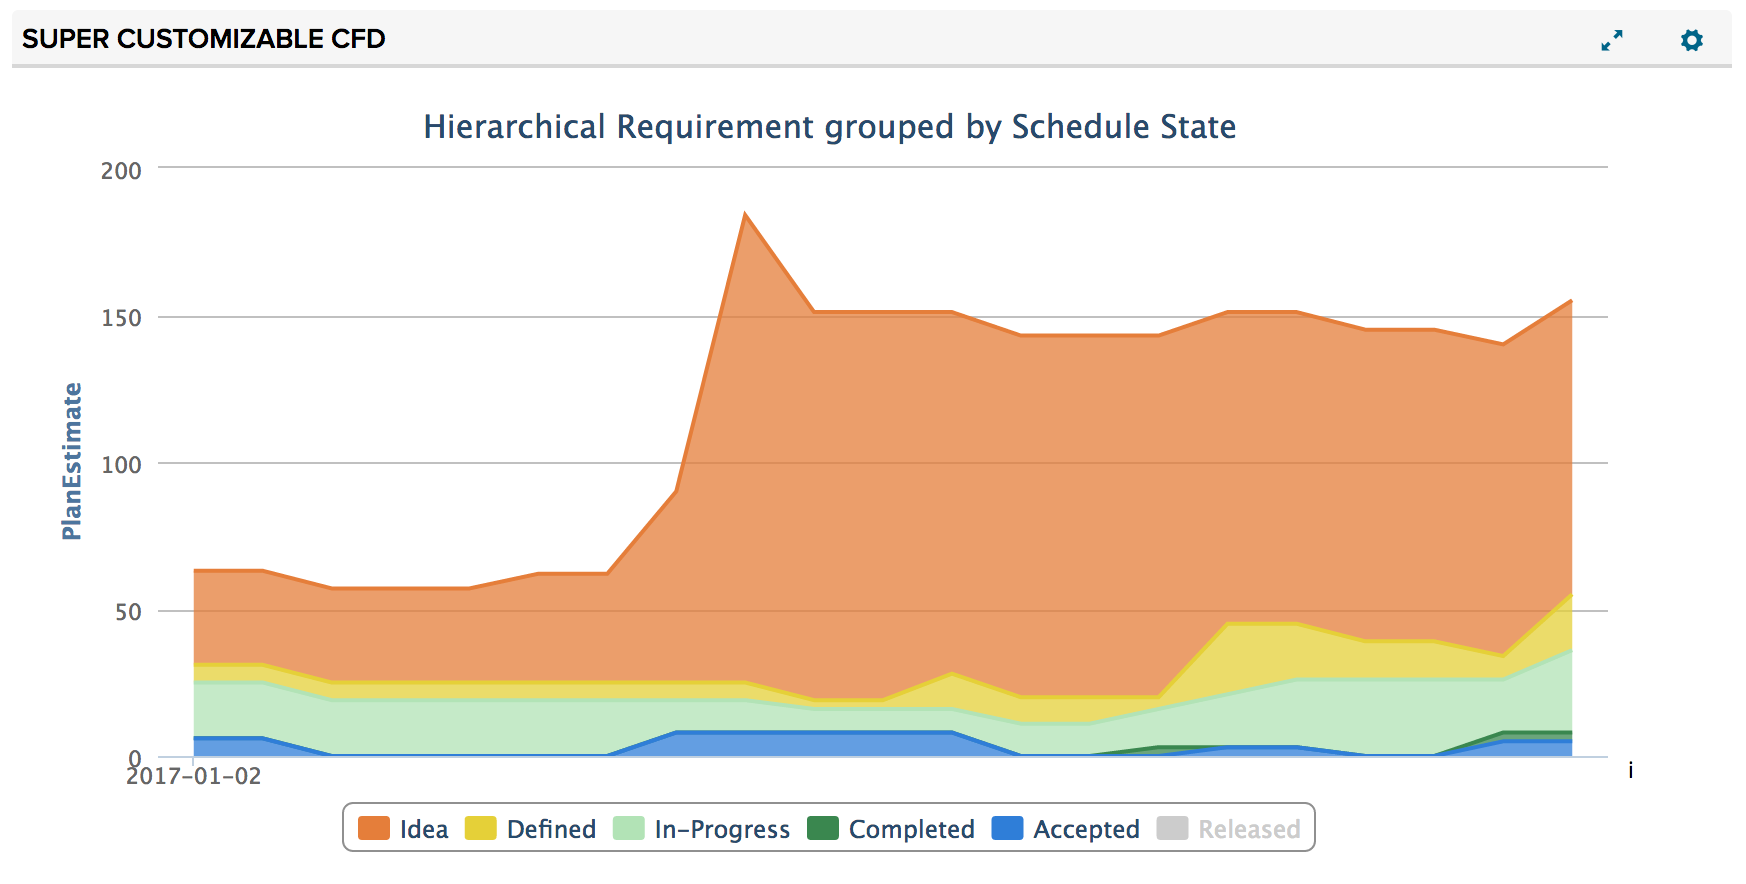 SUPER CUSTOMIZABLE CFD
Hierarchical Requirement grouped by Schedule State
200
150
100
50
0
PlanEstimate
2017-01-02
i
Idea Defined In-Progress Completed Accepted Released